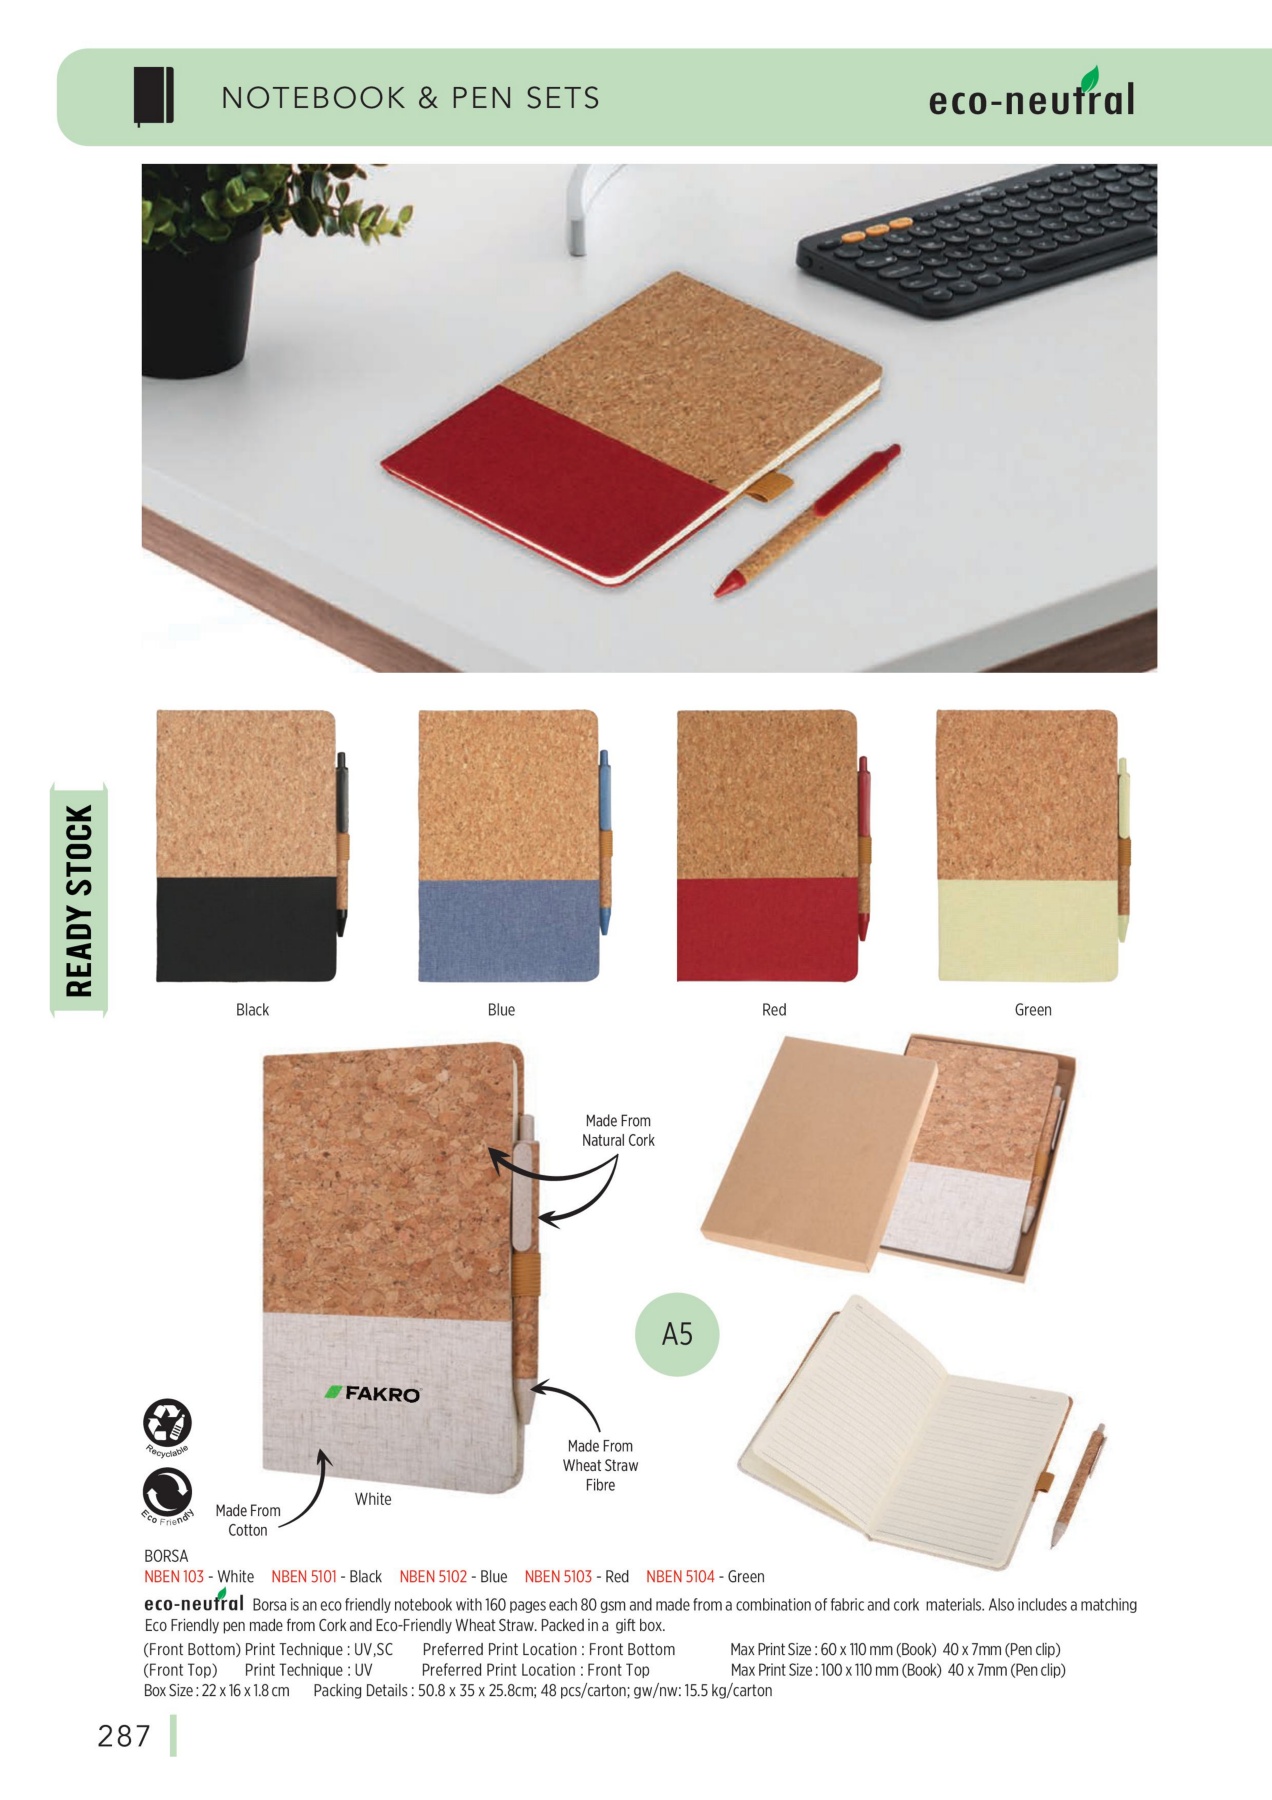 NOTEBOOK & PEN SETS
eco-neutral
READY STOCK
Black
Blue
Red
Green
Made From
Natural Cork
A5
FAKRO
Made From
Wheat Straw
Fibre
White
Made From
Cotton
Recyclable
Eco Friendly
BORSA
NBEN 103 - White NBEN 5101 - Black NBEN 5102 - Blue NBEN 5103 - Red NBEN 5104 - Green
eco-neutral Borsa is an eco friendly notebook with 160 pages each 80 gsm and made from a combination of fabric and cork materials. Also includes a matching
Eco Friendly pen made from Cork and Eco-Friendly Wheat Straw. Packed in a gift box.
(Front Bottom) Print Technique : UV,SC Preferred Print Location : Front Bottom Max Print Size : 60 x 110 mm (Book) 40 x 7mm (Pen clip)
(Front Top) Print Technique : UV Preferred Print Location : Front Top Max Print Size : 100 x 110 mm (Book) 40 x 7mm (Pen clip)
Box Size : 22 x 16 x 1.8 cm Packing Details : 50.8 x 35 x 25.8cm; 48 pcs/carton; gw/nw: 15.5 kg/carton
287